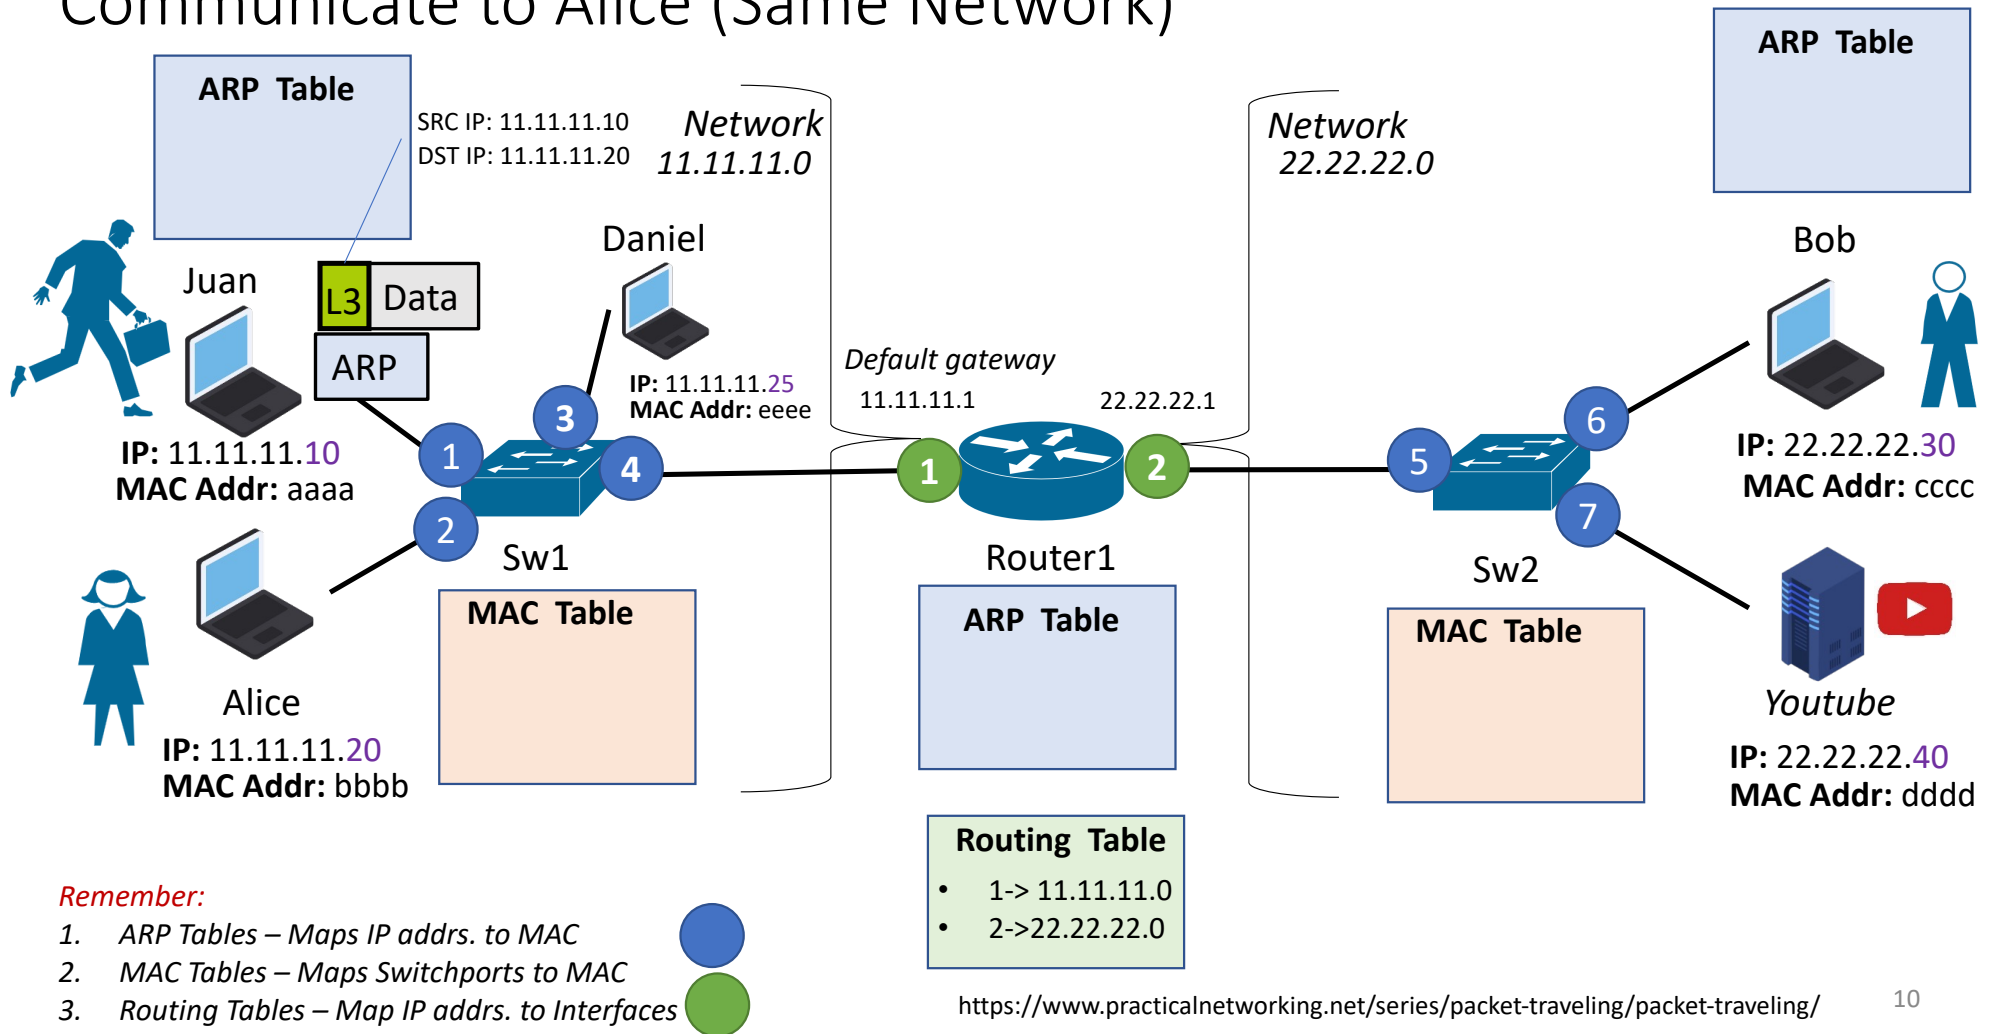 Communicate to Alice (Same Network)
ARP Table
SRC IP: 11.11.11.10
DST IP: 11.11.11.20
Network
11.11.11.0
Network
22.22.22.0
ARP Table
Juan
L3 Data
ARP
Daniel
IP: 11.11.11.25
MAC Addr: eeee
Default gateway
11.11.11.1
22.22.22.1
Bob
IP: 22.22.22.30
MAC Addr: cccc
IP: 11.11.11.10
MAC Addr: aaaa
1
2
3
4
1
2
5
6
7
Sw1
MAC Table
Router1
ARP Table
Sw2
MAC Table
Alice
IP: 11.11.11.20
MAC Addr: bbbb
Youtube
IP: 22.22.22.40
MAC Addr: dddd
Routing Table
• 1-> 11.11.11.0
• 2->22.22.22.0
Remember:
1. ARP Tables – Maps IP addrs. to MAC
2. MAC Tables – Maps Switchports to MAC
3. Routing Tables – Map IP addrs. to Interfaces
https://www.practicalnetworking.net/series/packet-traveling/packet-traveling/
10